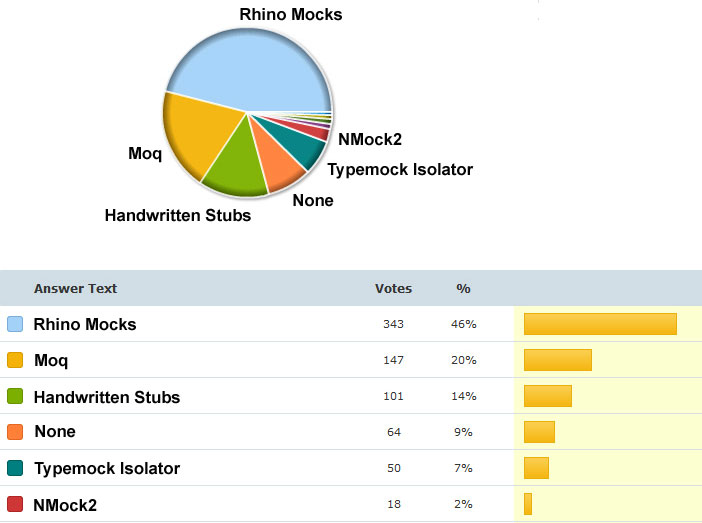 Rhino Mocks
NMock2
Moq
Typemock Isolator
None
Handwritten Stubs
Answer Text Votes %
Rhino Mocks 343 46%
Moq 147 20%
Handwritten Stubs 101 14%
None 64 9%
Typemock Isolator 50 7%
NMock2 18 2%